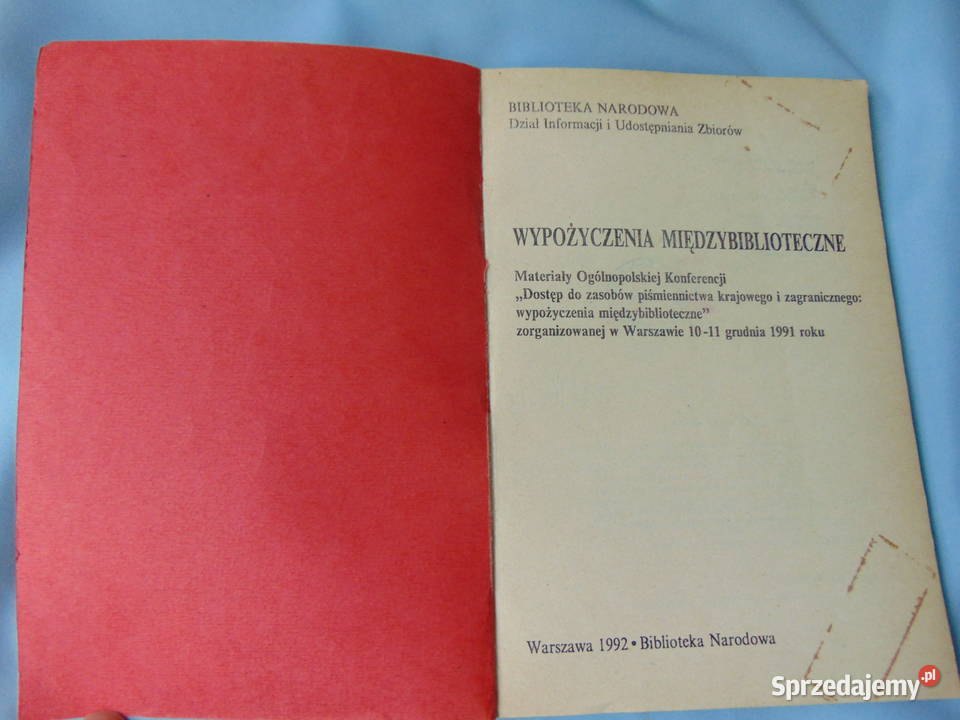 BIBLIOTEKA NARODOWA
Dział Informacji i Udostępniania Zbiorów
WYPOŻYCZENIA MIĘDZYBIBLIOTECZNE
Materiały Ogólnopolskiej Konferencji
„Dostęp do zasobów piśmiennictwa krajowego i zagranicznego:
wypożyczenia międzybiblioteczne”
zorganizowanej w Warszawie 10-11 grudnia 1991 roku
Warszawa 1992 • Biblioteka Narodowa
Sprzedajemy.pl